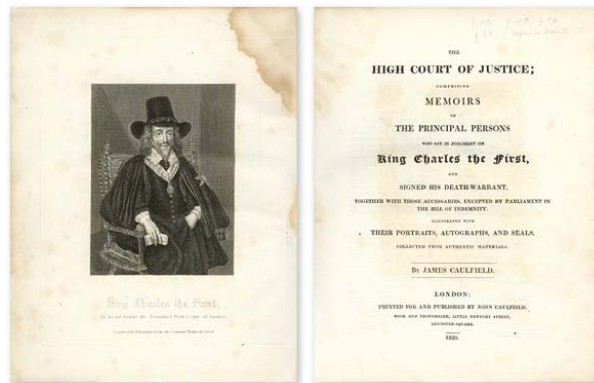 King Charles the First,
THE
HIGH COURT OF JUSTICE;
COMPRISING
MEMOIRS
OF
THE PRINCIPAL PERSONS
WHO SAT IN JUDGMENT ON
King Charles the First,
AND
SIGNED HIS DEATH-WARRANT,
TOGETHER WITH THOSE ACCESSARIES, EXCEPTED BY PARLIAMENT IN
THE BILL OF INDEMNITY.
ILLUSTRATED WITH
THEIR PORTRAITS, AUTOGRAPHS, AND SEALS,
COLLECTED FROM AUTHENTIC MATERIALS.
BY JAMES CAULFIELD.
LONDON:
PRINTED FOR AND PUBLISHED BY JOHN CAULFIELD,
BOOK AND PRINTSELLER, LITTLE NEWPORT STREET,
LEICESTER-SQUARE.
1820.